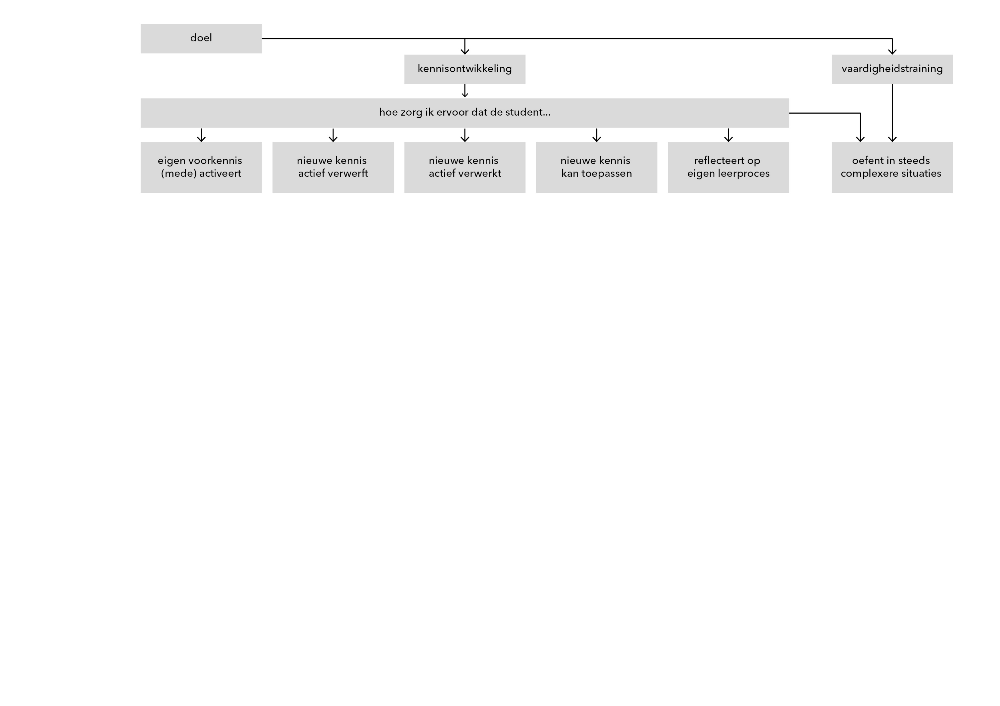 doel
kennisontwikkeling
vaardigheidstraining
hoe zorg ik ervoor dat de student...
eigen voorkennis
(mede) activeert
nieuwe kennis
actief verwerft
nieuwe kennis
actief verwerkt
nieuwe kennis
kan toepassen
reflecteert op
eigen leerproces
oefent in steeds
complexere situaties